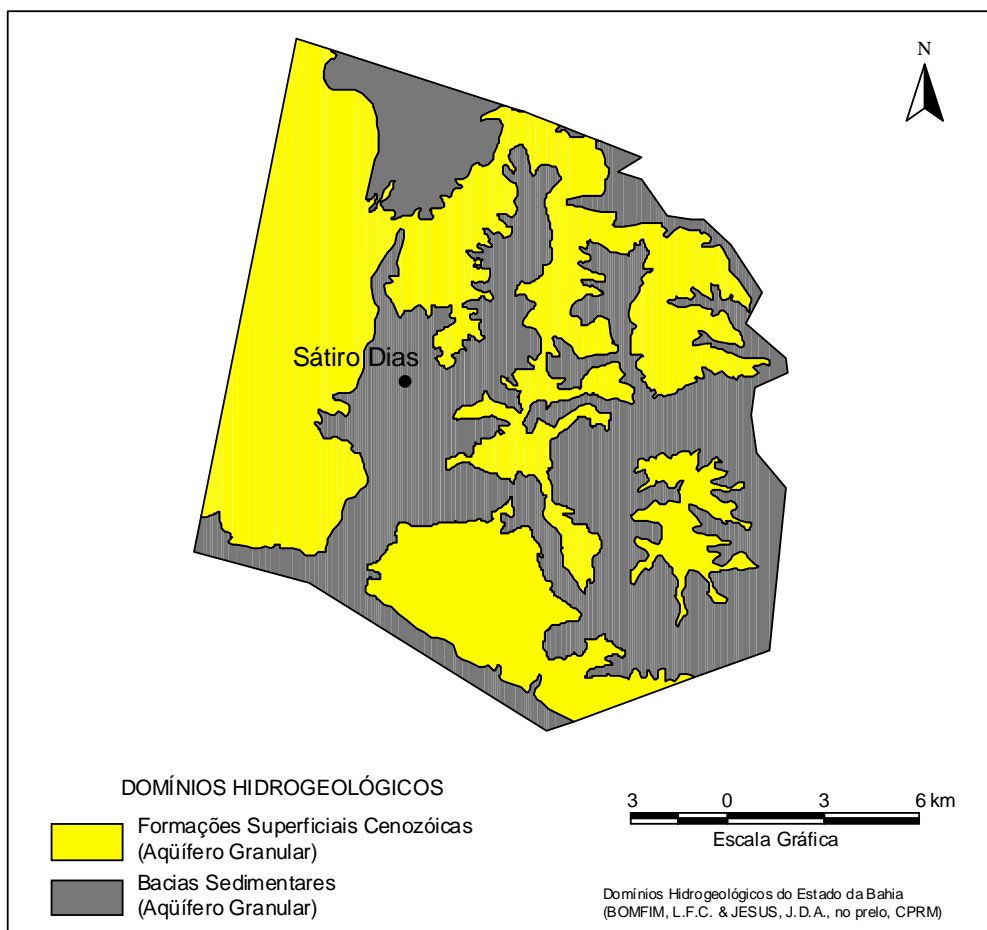 N
Sátiro Dias
DOMÍNIOS HIDROGEOLÓGICOS
Formações Superficiais Cenozóicas
(Aqüífero Granular)
Bacias Sedimentares
(Aqüífero Granular)
3 0 3 6 km
Escala Gráfica
Domínios Hidrogeológicos do Estado da Bahia
(BOMFIM, L.F.C. & JESUS, J.D.A., no prelo, CPRM)